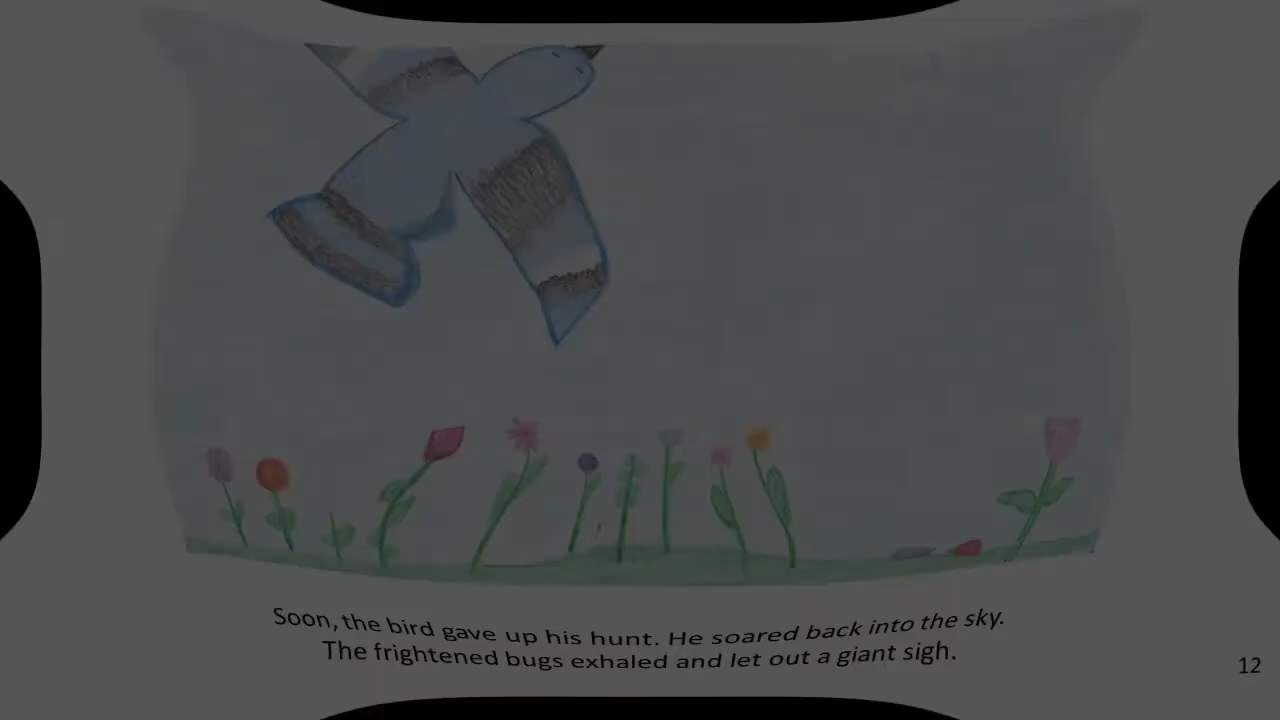 Soon, the bird gave up his hunt. He soared back into the sky.
The frightened bugs exhaled and let out a giant sigh.
12